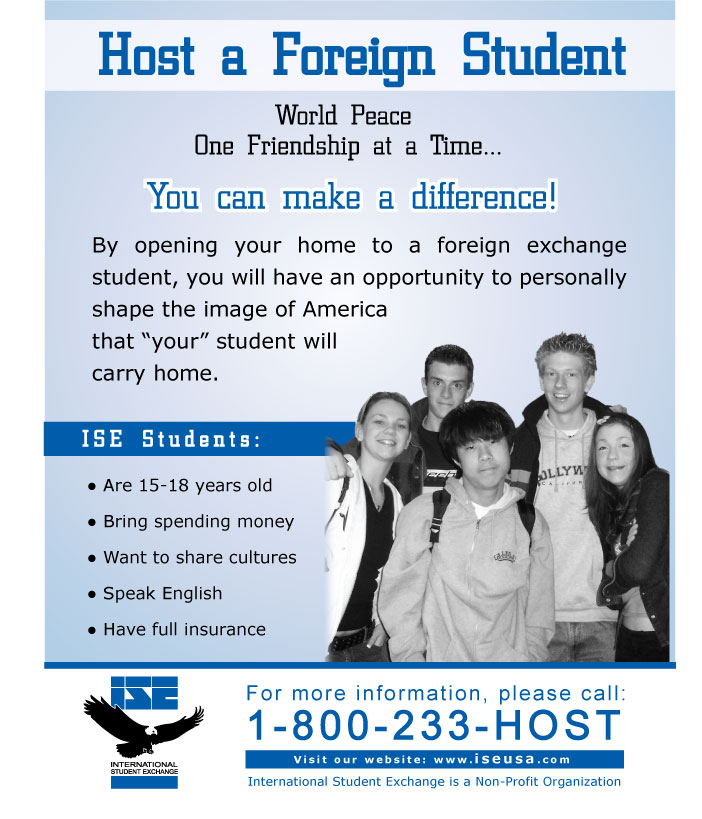 Host a Foreign Student
World Peace
One Friendship at a Time...
You can make a difference!
By opening your home to a foreign exchange
student, you will have an opportunity to personally
shape the image of America
that “your” student will
carry home.
ISE Students:
● Are 15-18 years old
● Bring spending money
● Want to share cultures
● Speak English
● Have full insurance
OLLYW
CALIFOR
ISE
INTERNATIONAL
STUDENT EXCHANGE
For more information, please call:
1-800-233-HOST
Visit our website: www.iseusa.com
International Student Exchange is a Non-Profit Organization